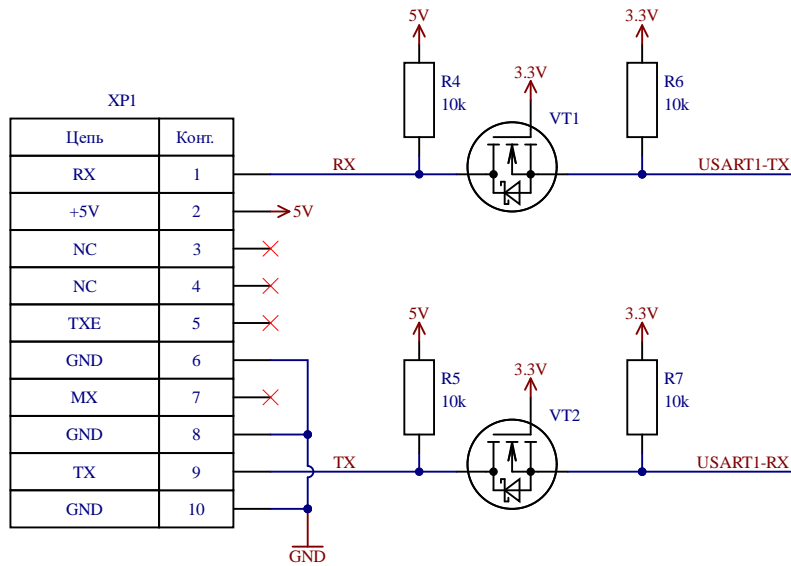 XP1
Цепь Конт.
RX 1
+5V 2
NC 3
NC 4
TXE 5
GND 6
MX 7
GND 8
TX 9
GND 10
5V
GND
RX
5V
R4
10k
3.3V
VT1
3.3V
R6
10k
USART1-TX
TX
5V
R5
10k
3.3V
VT2
3.3V
R7
10k
USART1-RX